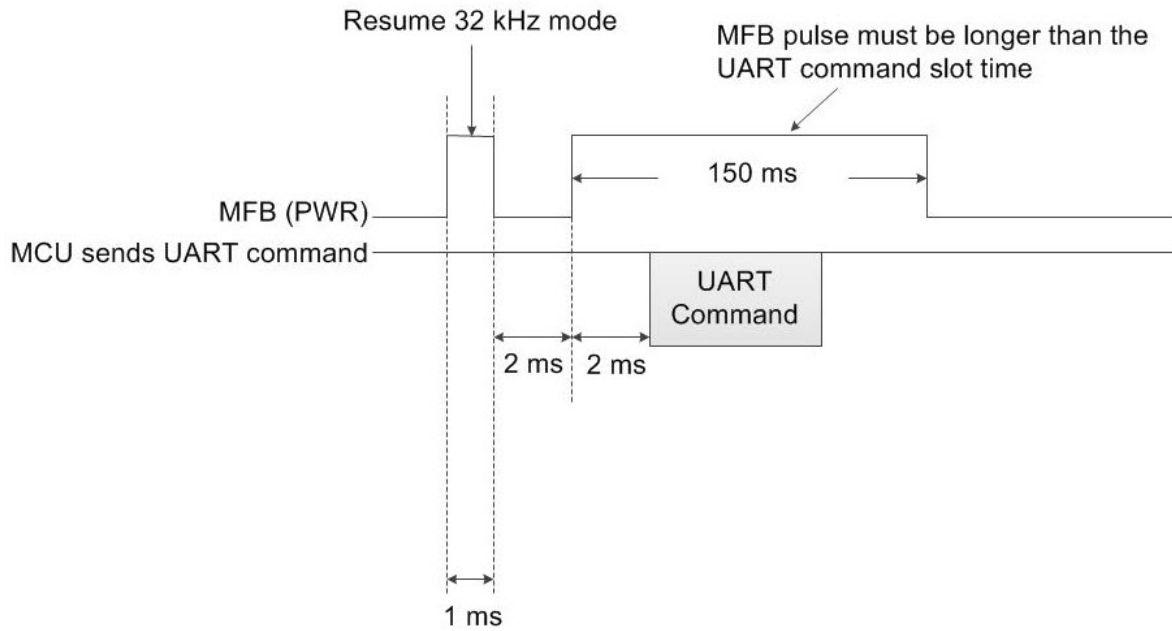 Resume 32 kHz mode
MFB pulse must be longer than the
UART command slot time
150 ms
MFB (PWR)
MCU sends UART command
UART
Command
2 ms
2 ms
1 ms